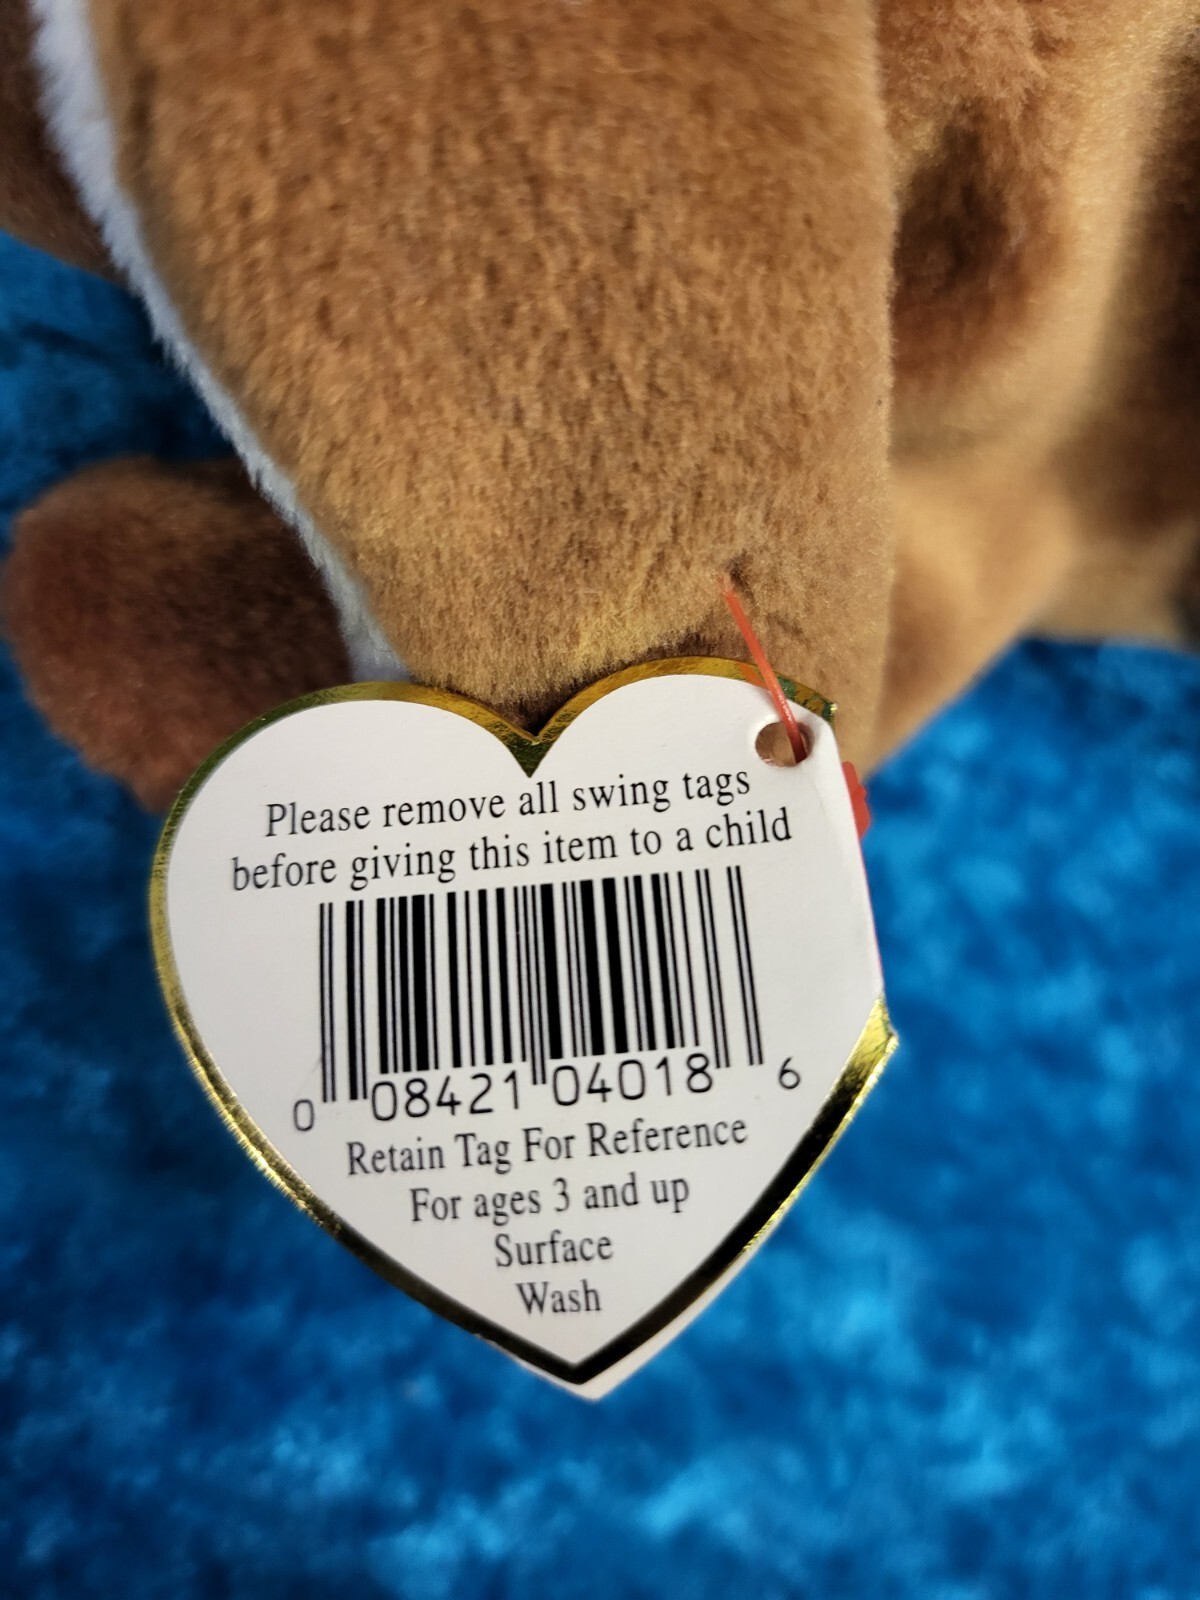 Please remove all swing tags
before giving this item to a child
0 08421 04018 6
Retain Tag For Reference
For ages 3 and up
Surface
Wash